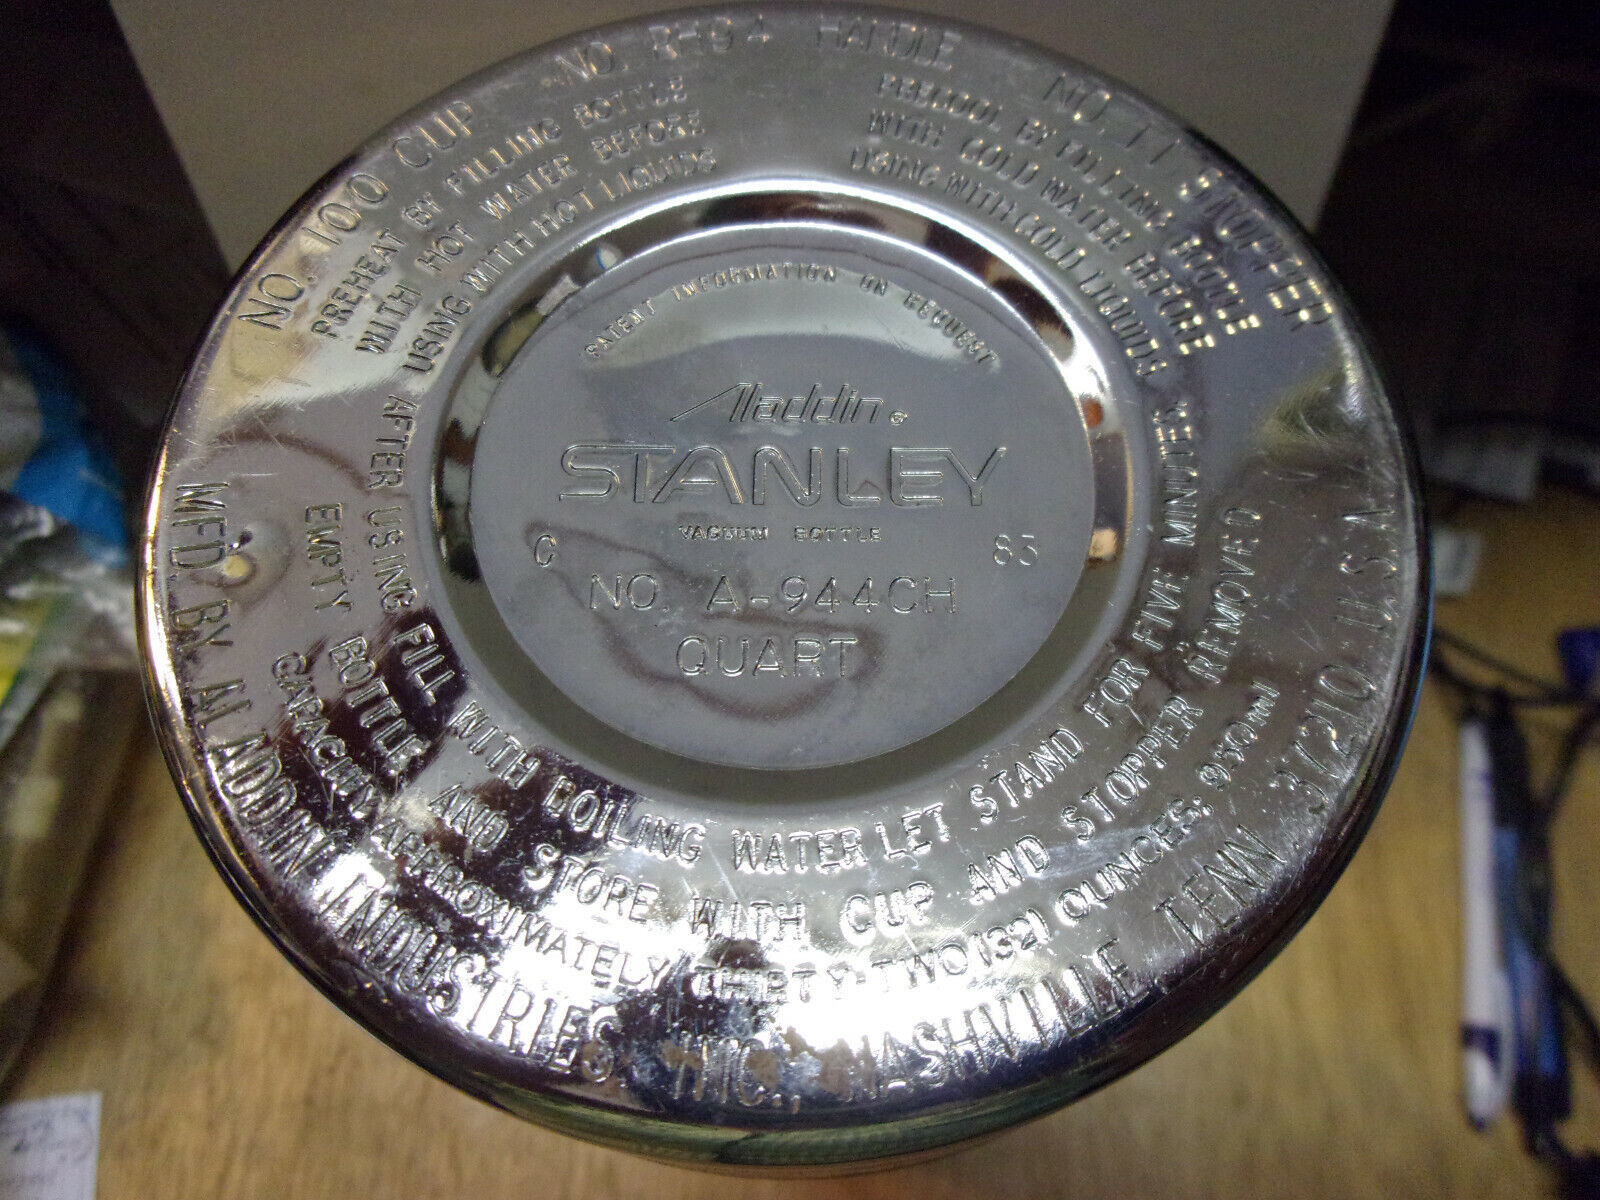 NO. 100 CUP NO. RH94 HANDLE NO. 13 STOPPER
PREHEAT BY FILLING BOTTLE
WITH HOT WATER BEFORE
USING WITH HOT LIQUIDS
PRECOOL BY FILLING BOTTLE
WITH COLD WATER BEFORE
USING WITH COLD LIQUIDS
PATENT INFORMATION ON REQUEST
Aladdin®
STANLEY
VACUUM BOTTLE
C 83
NO. A-944CH
QUART
AFTER USING FILL WITH BOILING WATER LET STAND FOR FIVE MINUTES
EMPTY BOTTLE AND STORE WITH CUP AND STOPPER REMOVED
CAPACITY APPROXIMATELY THIRTY-TWO (32) OUNCES; 950ml
MFD. BY ALADDIN INDUSTRIES. INC., NASHVILLE TENN 37210 U.S.A.